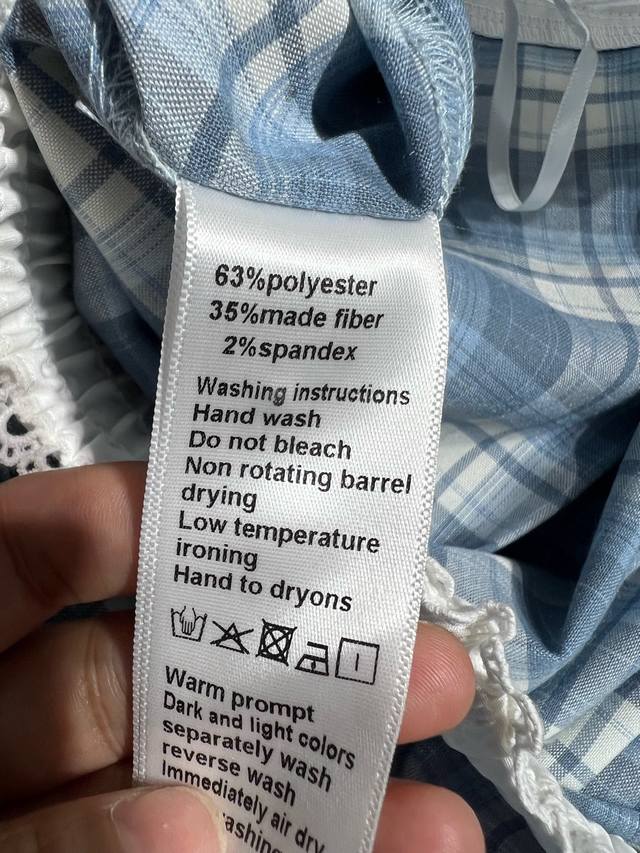 63%polyester
35%made fiber
2%spandex
Washing instructions
Hand wash
Do not bleach
Non rotating barrel
drying
Low temperature
ironing
Hand to dryons
Warm prompt
Dark and light colors
separately wash
reverse wash
Immediately air dry